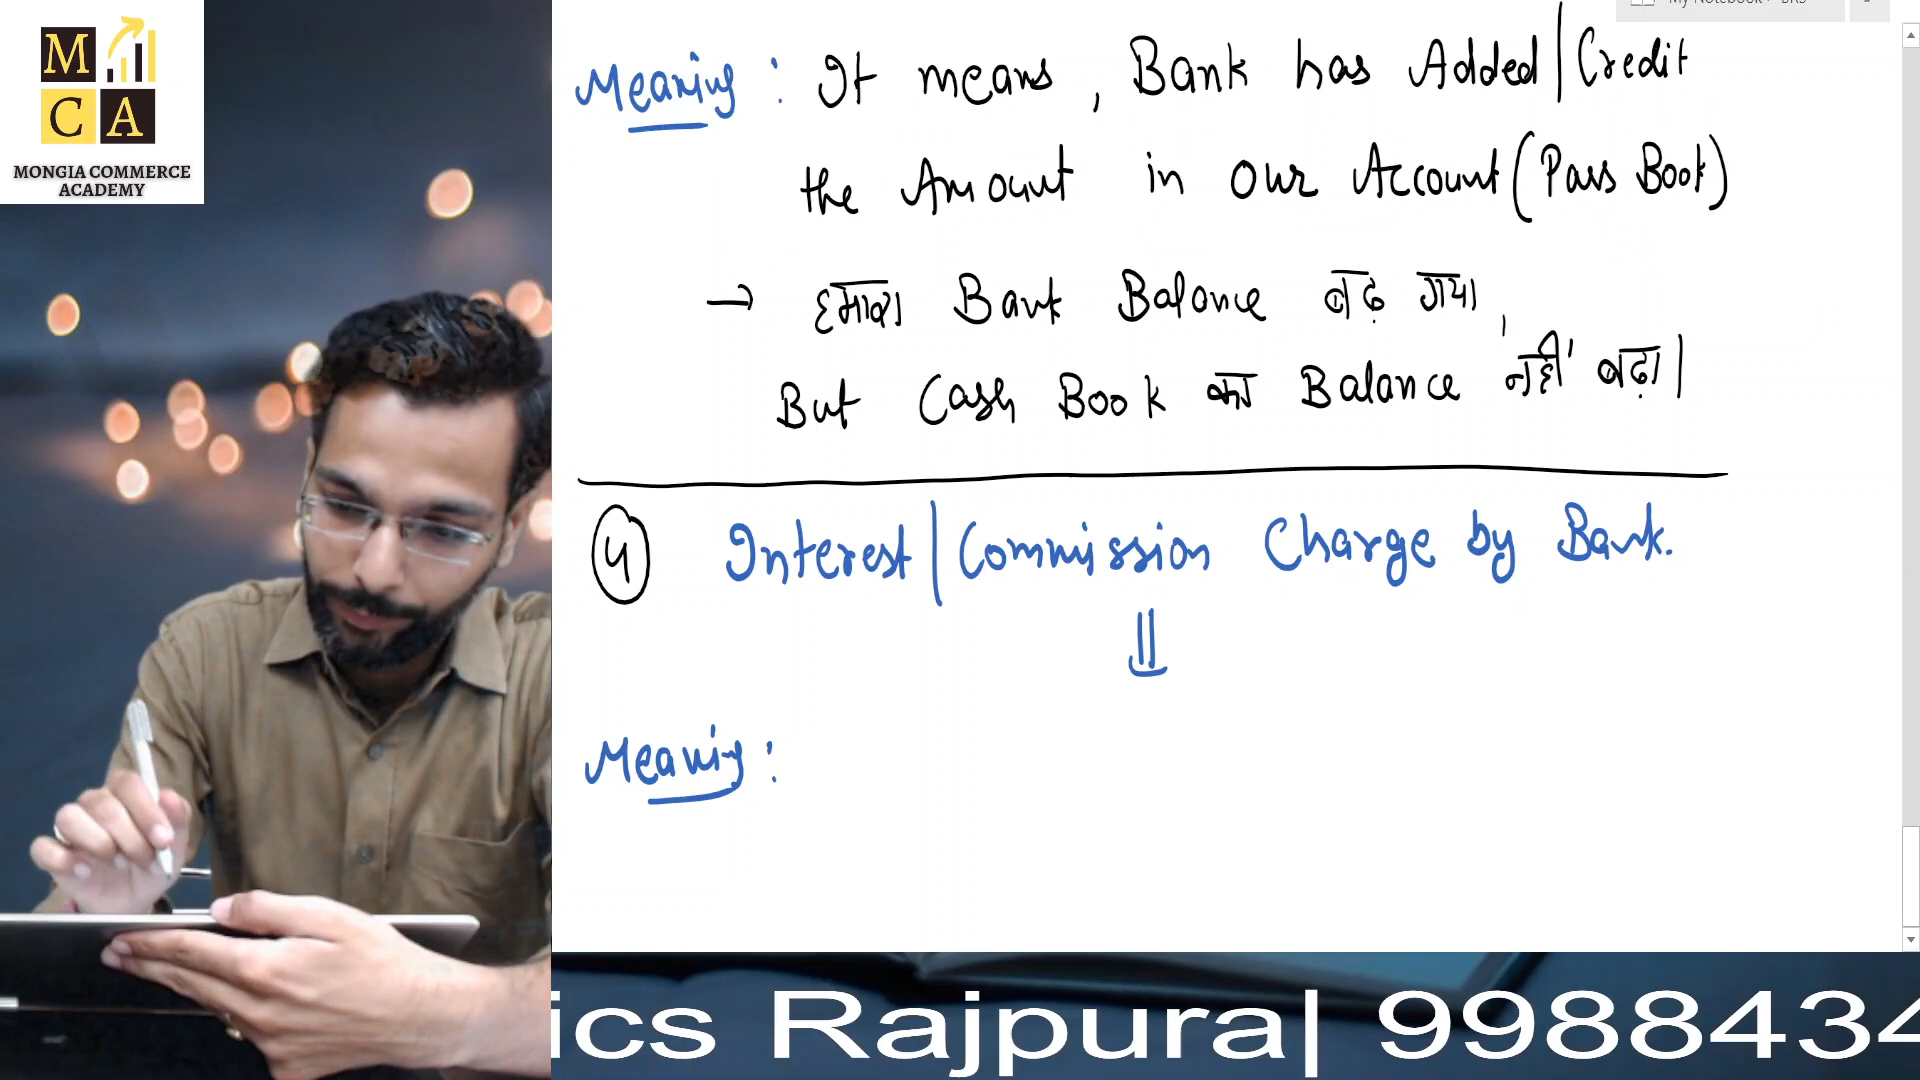 M
C A
MONGIA COMMERCE
ACADEMY
Meaning : It means, Bank has Added | Credit
the Amount in our Account (Pass Book)
→ हमारा Bank Balance बढ़ गया,
But Cash Book का Balance नहीं बढ़ा।
4 Interest | Commission Charge by Bank.
Meaning :
ics Rajpura| 9988434